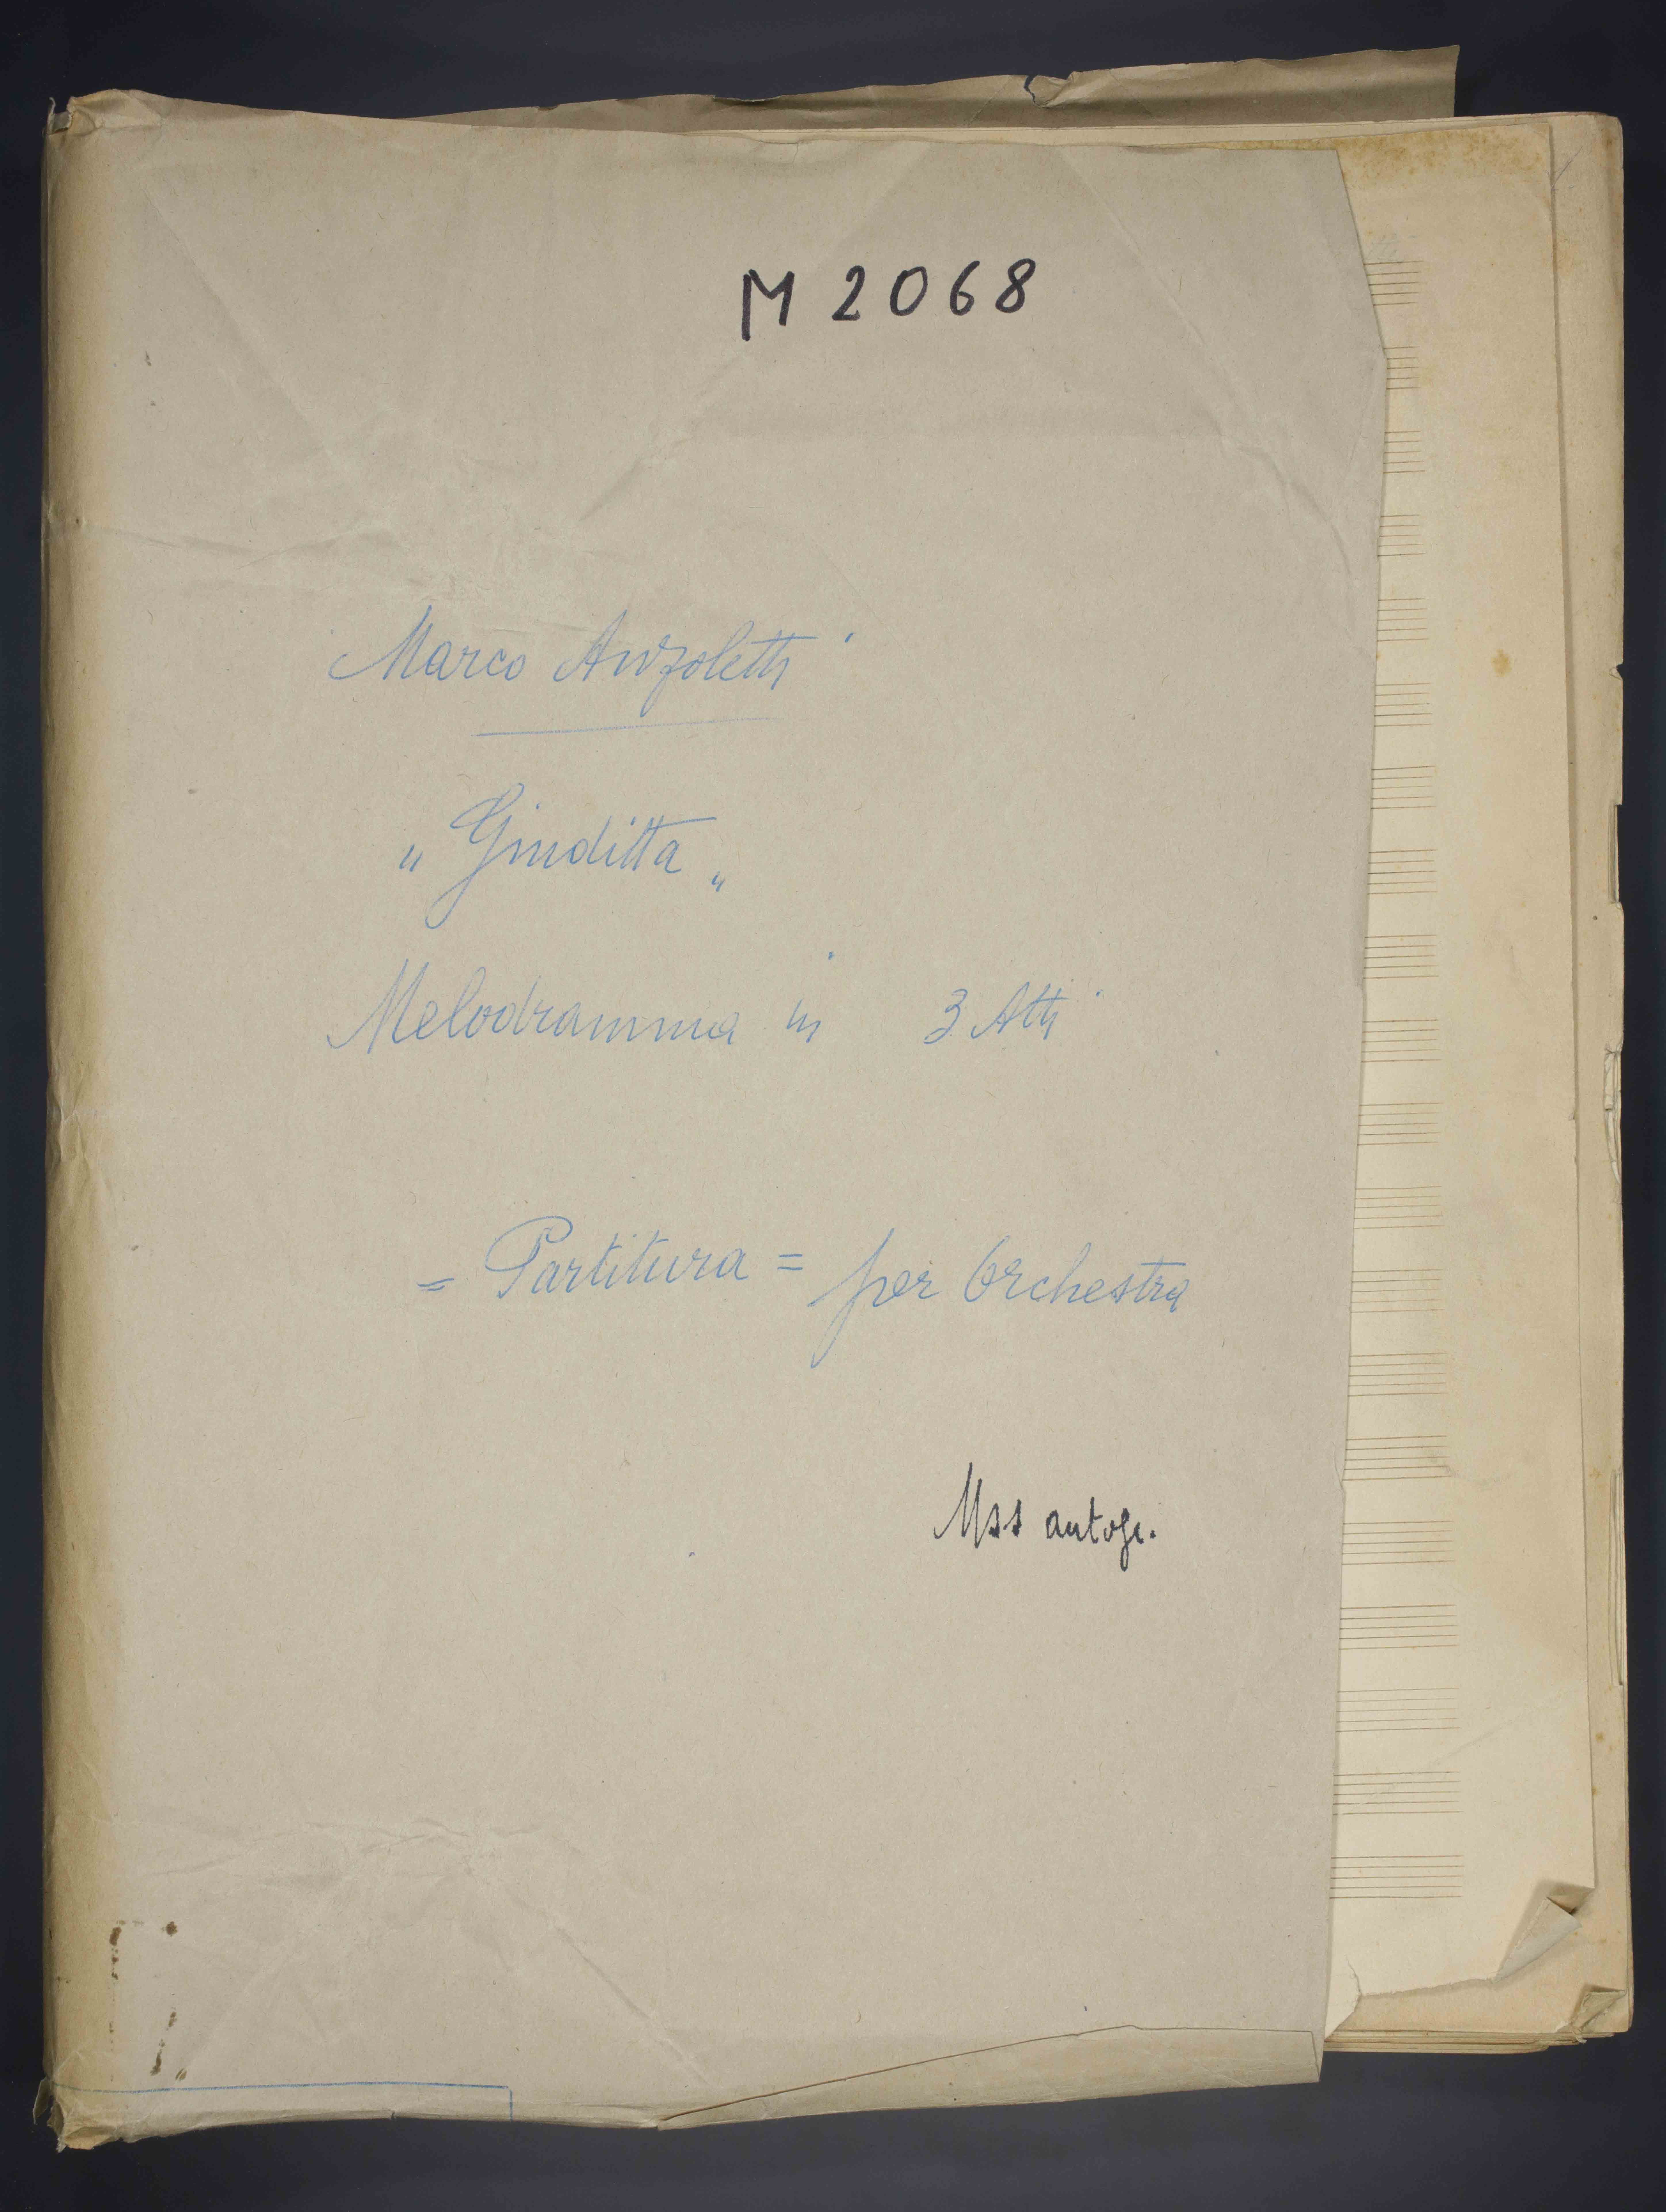 M 2068
Marco Anzoletti
„ Giuditta „
Melodramma in 3 Atti
= Partitura = per Orchestra
Mss autogr.